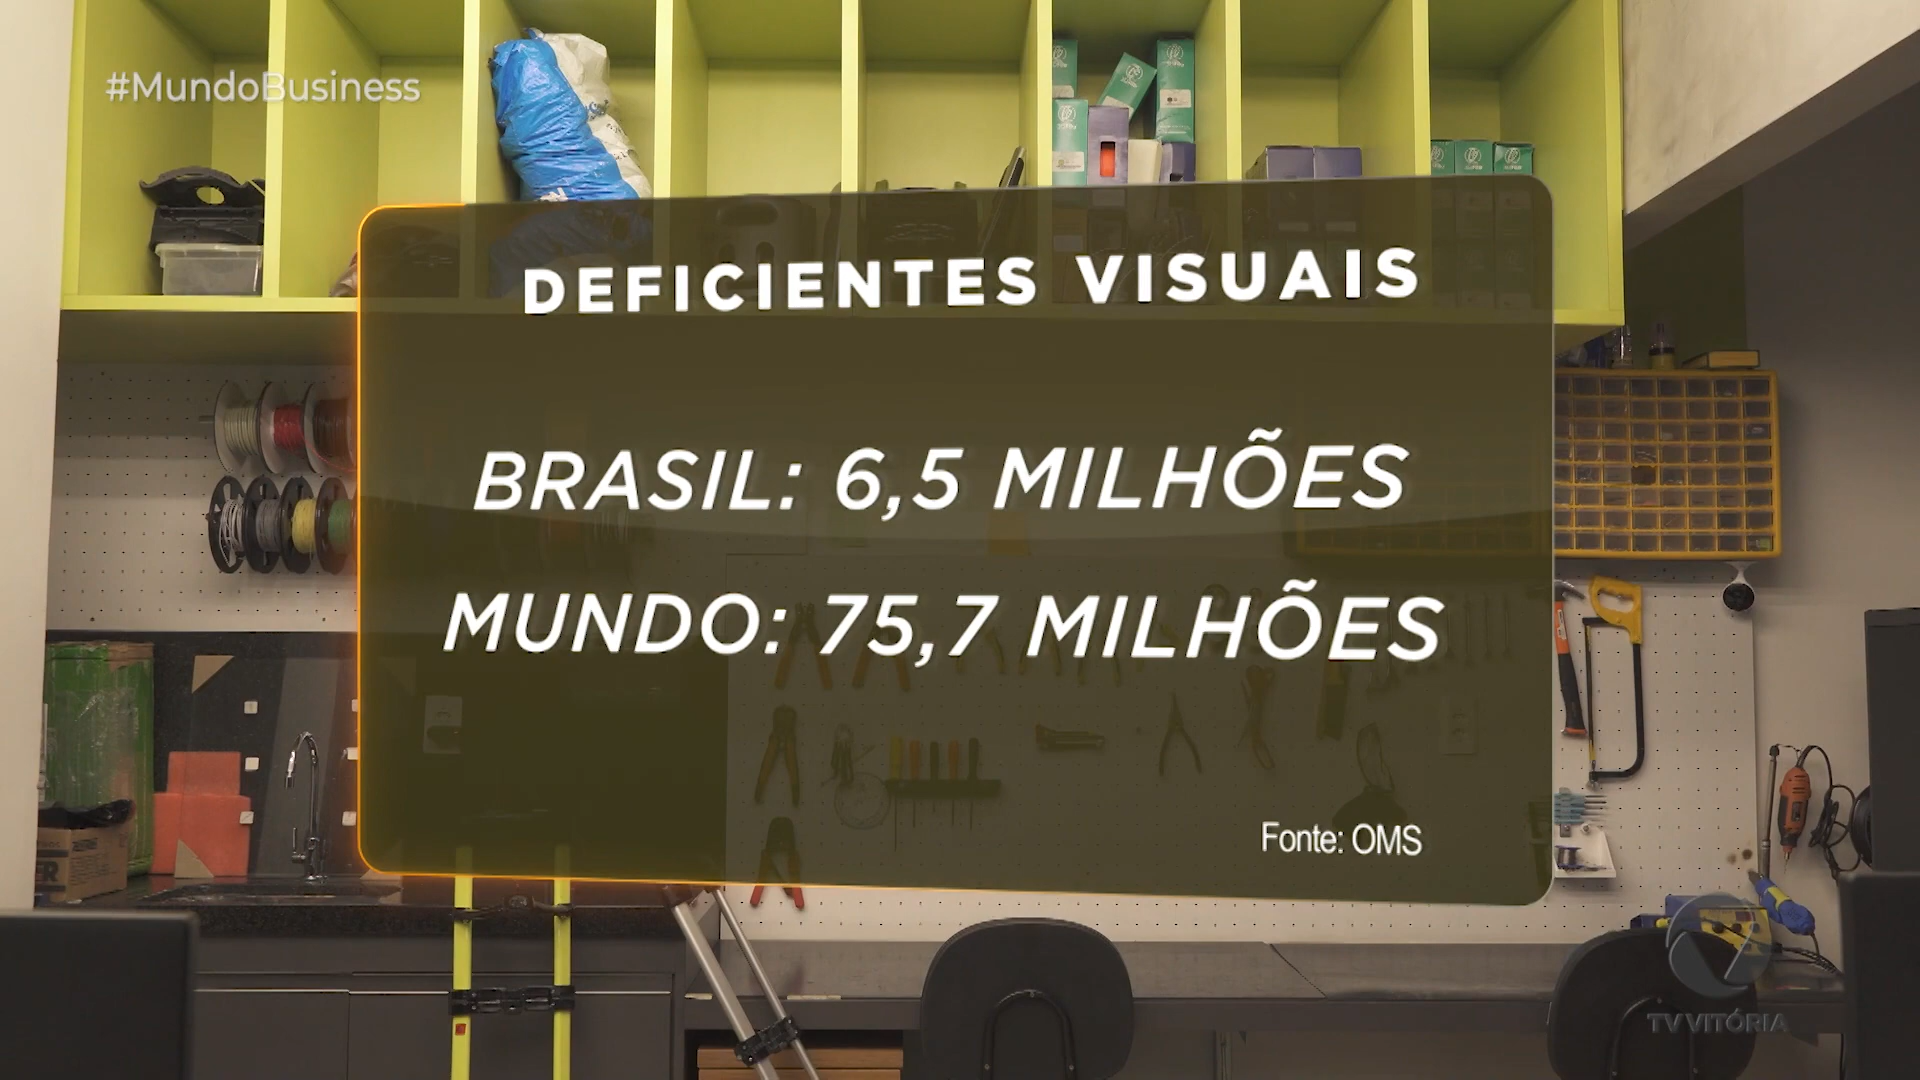 #MundoBusiness
DEFICIENTES VISUAIS
BRASIL: 6,5 MILHÕES
MUNDO: 75,7 MILHÕES
Fonte: OMS
TV VITÓRIA